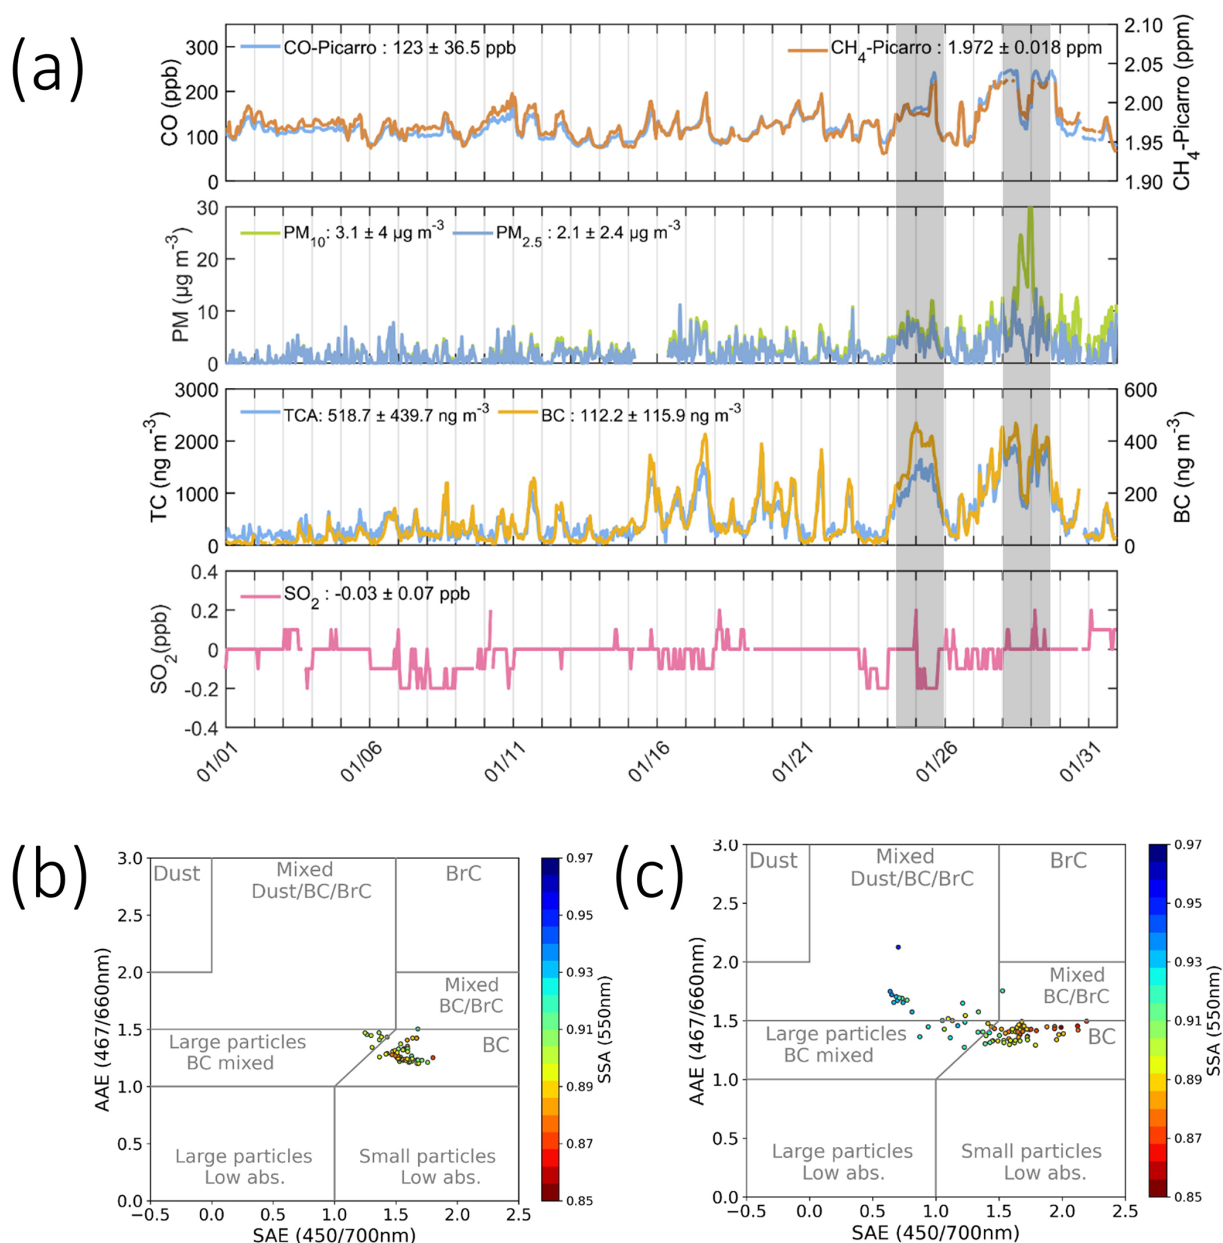 (a)
CO-Picarro : 123 ± 36.5 ppb
CH4-Picarro : 1.972 ± 0.018 ppm
CO (ppb)
300
200
100
0
2.10
2.05
2.00
1.95
1.90
CH4-Picarro (ppm)
PM10: 3.1 ± 4 µg m-3
PM2.5 : 2.1 ± 2.4 µg m-3
PM (µg m-3)
30
20
10
0
TCA: 518.7 ± 439.7 ng m-3
BC : 112.2 ± 115.9 ng m-3
TC (ng m-3)
3000
2000
1000
0
600
400
200
0
BC (ng m-3)
SO2 : -0.03 ± 0.07 ppb
SO2(ppb)
0.4
0.2
0
-0.2
-0.4
01/01
01/06
01/11
01/16
01/21
01/26
01/31
(b)
AAE (467/660nm)
3.0
2.5
2.0
1.5
1.0
0.5
0.0
Dust
Mixed
Dust/BC/BrC
BrC
Mixed
BC/BrC
Large particles
BC mixed
BC
Large particles
Low abs.
Small particles
Low abs.
−0.5
0.0
0.5
1.0
1.5
2.0
2.5
SAE (450/700nm)
0.97
0.95
0.93
0.91
0.89
0.87
0.85
SSA (550nm)
(c)
AAE (467/660nm)
3.0
2.5
2.0
1.5
1.0
0.5
0.0
Dust
Mixed
Dust/BC/BrC
BrC
Mixed
BC/BrC
Large particles
BC mixed
BC
Large particles
Low abs.
Small particles
Low abs.
−0.5
0.0
0.5
1.0
1.5
2.0
2.5
SAE (450/700nm)
0.97
0.95
0.93
0.91
0.89
0.87
0.85
SSA (550nm)